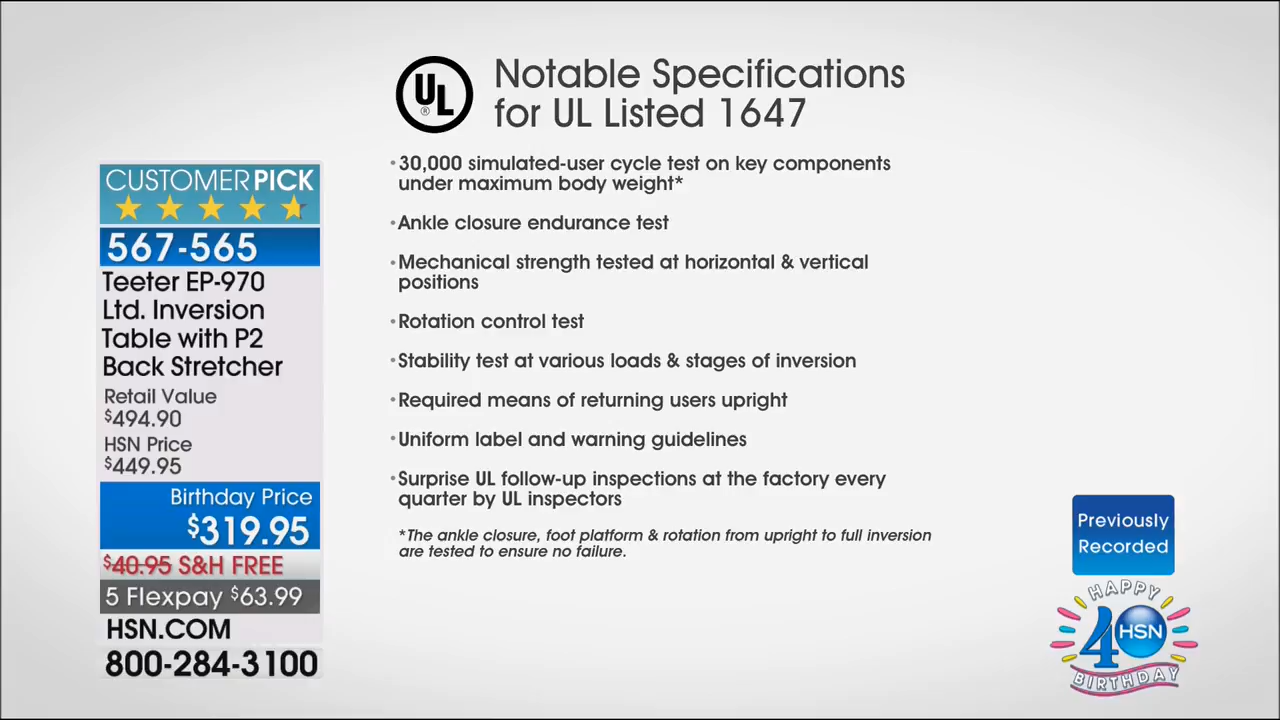 UL
®
Notable Specifications
for UL Listed 1647
•30,000 simulated-user cycle test on key components
under maximum body weight*
•Ankle closure endurance test
•Mechanical strength tested at horizontal & vertical
positions
•Rotation control test
•Stability test at various loads & stages of inversion
•Required means of returning users upright
•Uniform label and warning guidelines
•Surprise UL follow-up inspections at the factory every
quarter by UL inspectors
*The ankle closure, foot platform & rotation from upright to full inversion
are tested to ensure no failure.
CUSTOMER PICK
567-565
Teeter EP-970
Ltd. Inversion
Table with P2
Back Stretcher
Retail Value
$494.90
HSN Price
$449.95
Birthday Price
$319.95
$40.95 S&H FREE
5 Flexpay $63.99
HSN.COM
800-284-3100
Previously
Recorded
HAPPY
40 HSN
BIRTHDAY